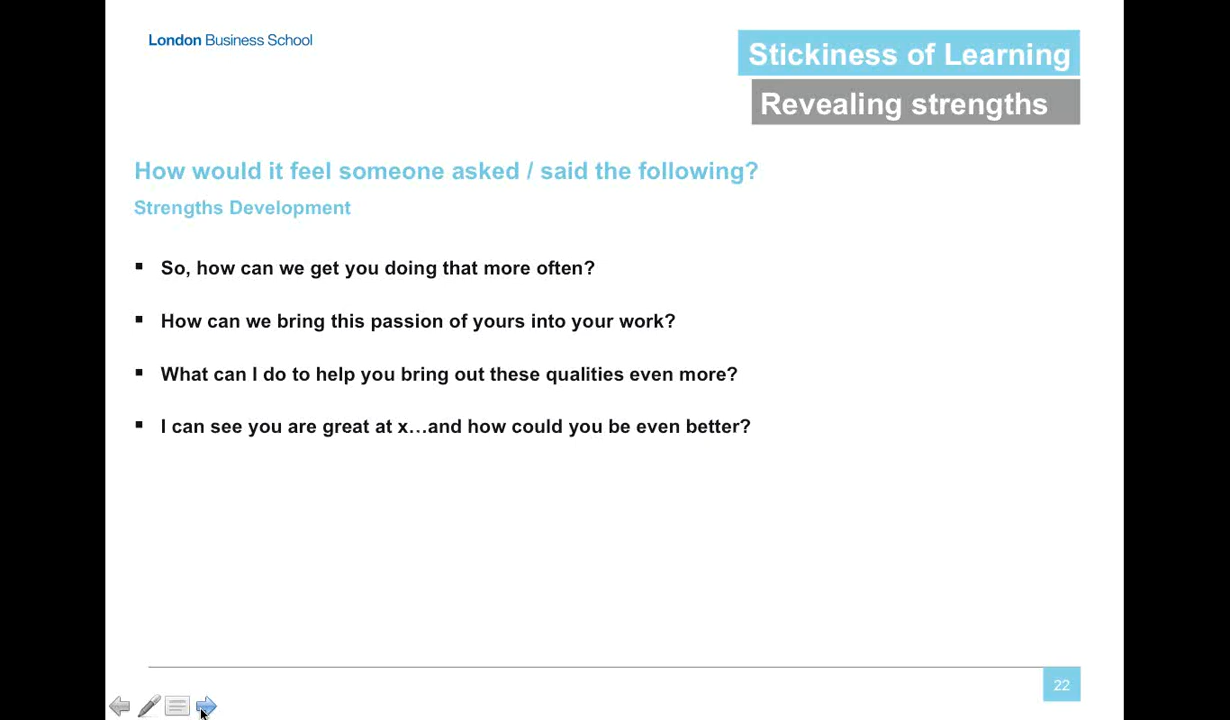 London Business School
Stickiness of Learning
Revealing strengths
How would it feel someone asked / said the following?
Strengths Development
▪ So, how can we get you doing that more often?
▪ How can we bring this passion of yours into your work?
▪ What can I do to help you bring out these qualities even more?
▪ I can see you are great at x…and how could you be even better?
22